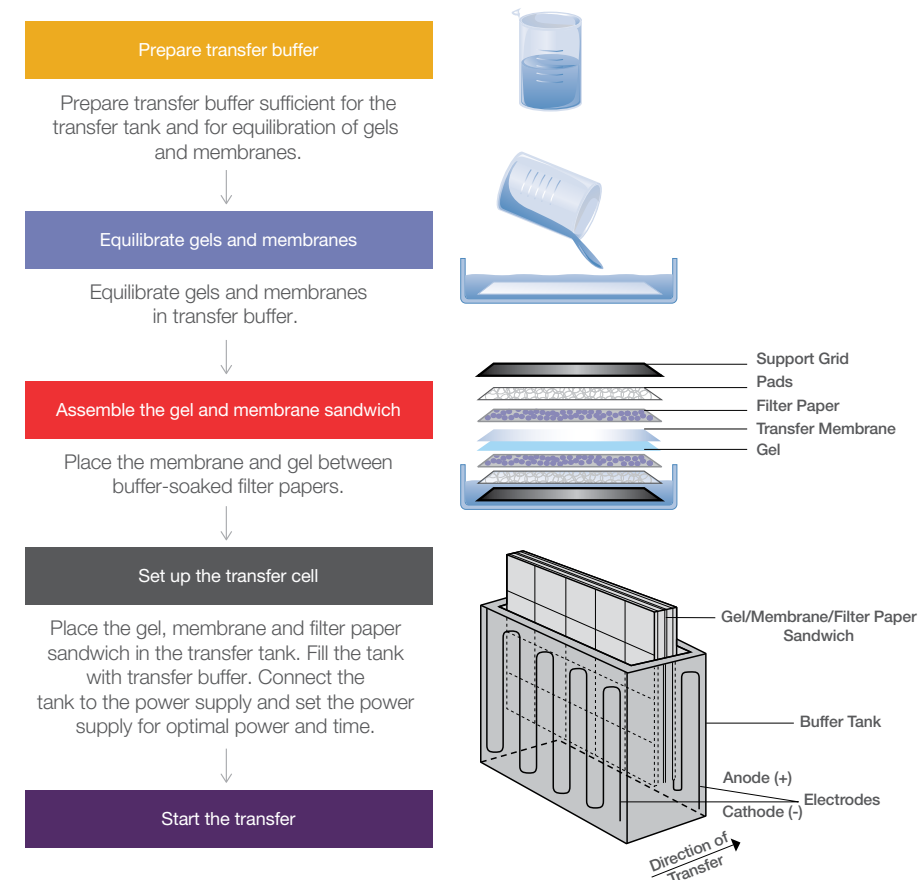 Prepare transfer buffer
Prepare transfer buffer sufficient for the
transfer tank and for equilibration of gels
and membranes.
Equilibrate gels and membranes
Equilibrate gels and membranes
in transfer buffer.
Assemble the gel and membrane sandwich
Place the membrane and gel between
buffer-soaked filter papers.
Support Grid
Pads
Filter Paper
Transfer Membrane
Gel
Set up the transfer cell
Place the gel, membrane and filter paper
sandwich in the transfer tank. Fill the tank
with transfer buffer. Connect the
tank to the power supply and set the power
supply for optimal power and time.
Start the transfer
Gel/Membrane/Filter Paper
Sandwich
Buffer Tank
Anode (+)
Electrodes
Cathode (-)
Direction of
Transfer